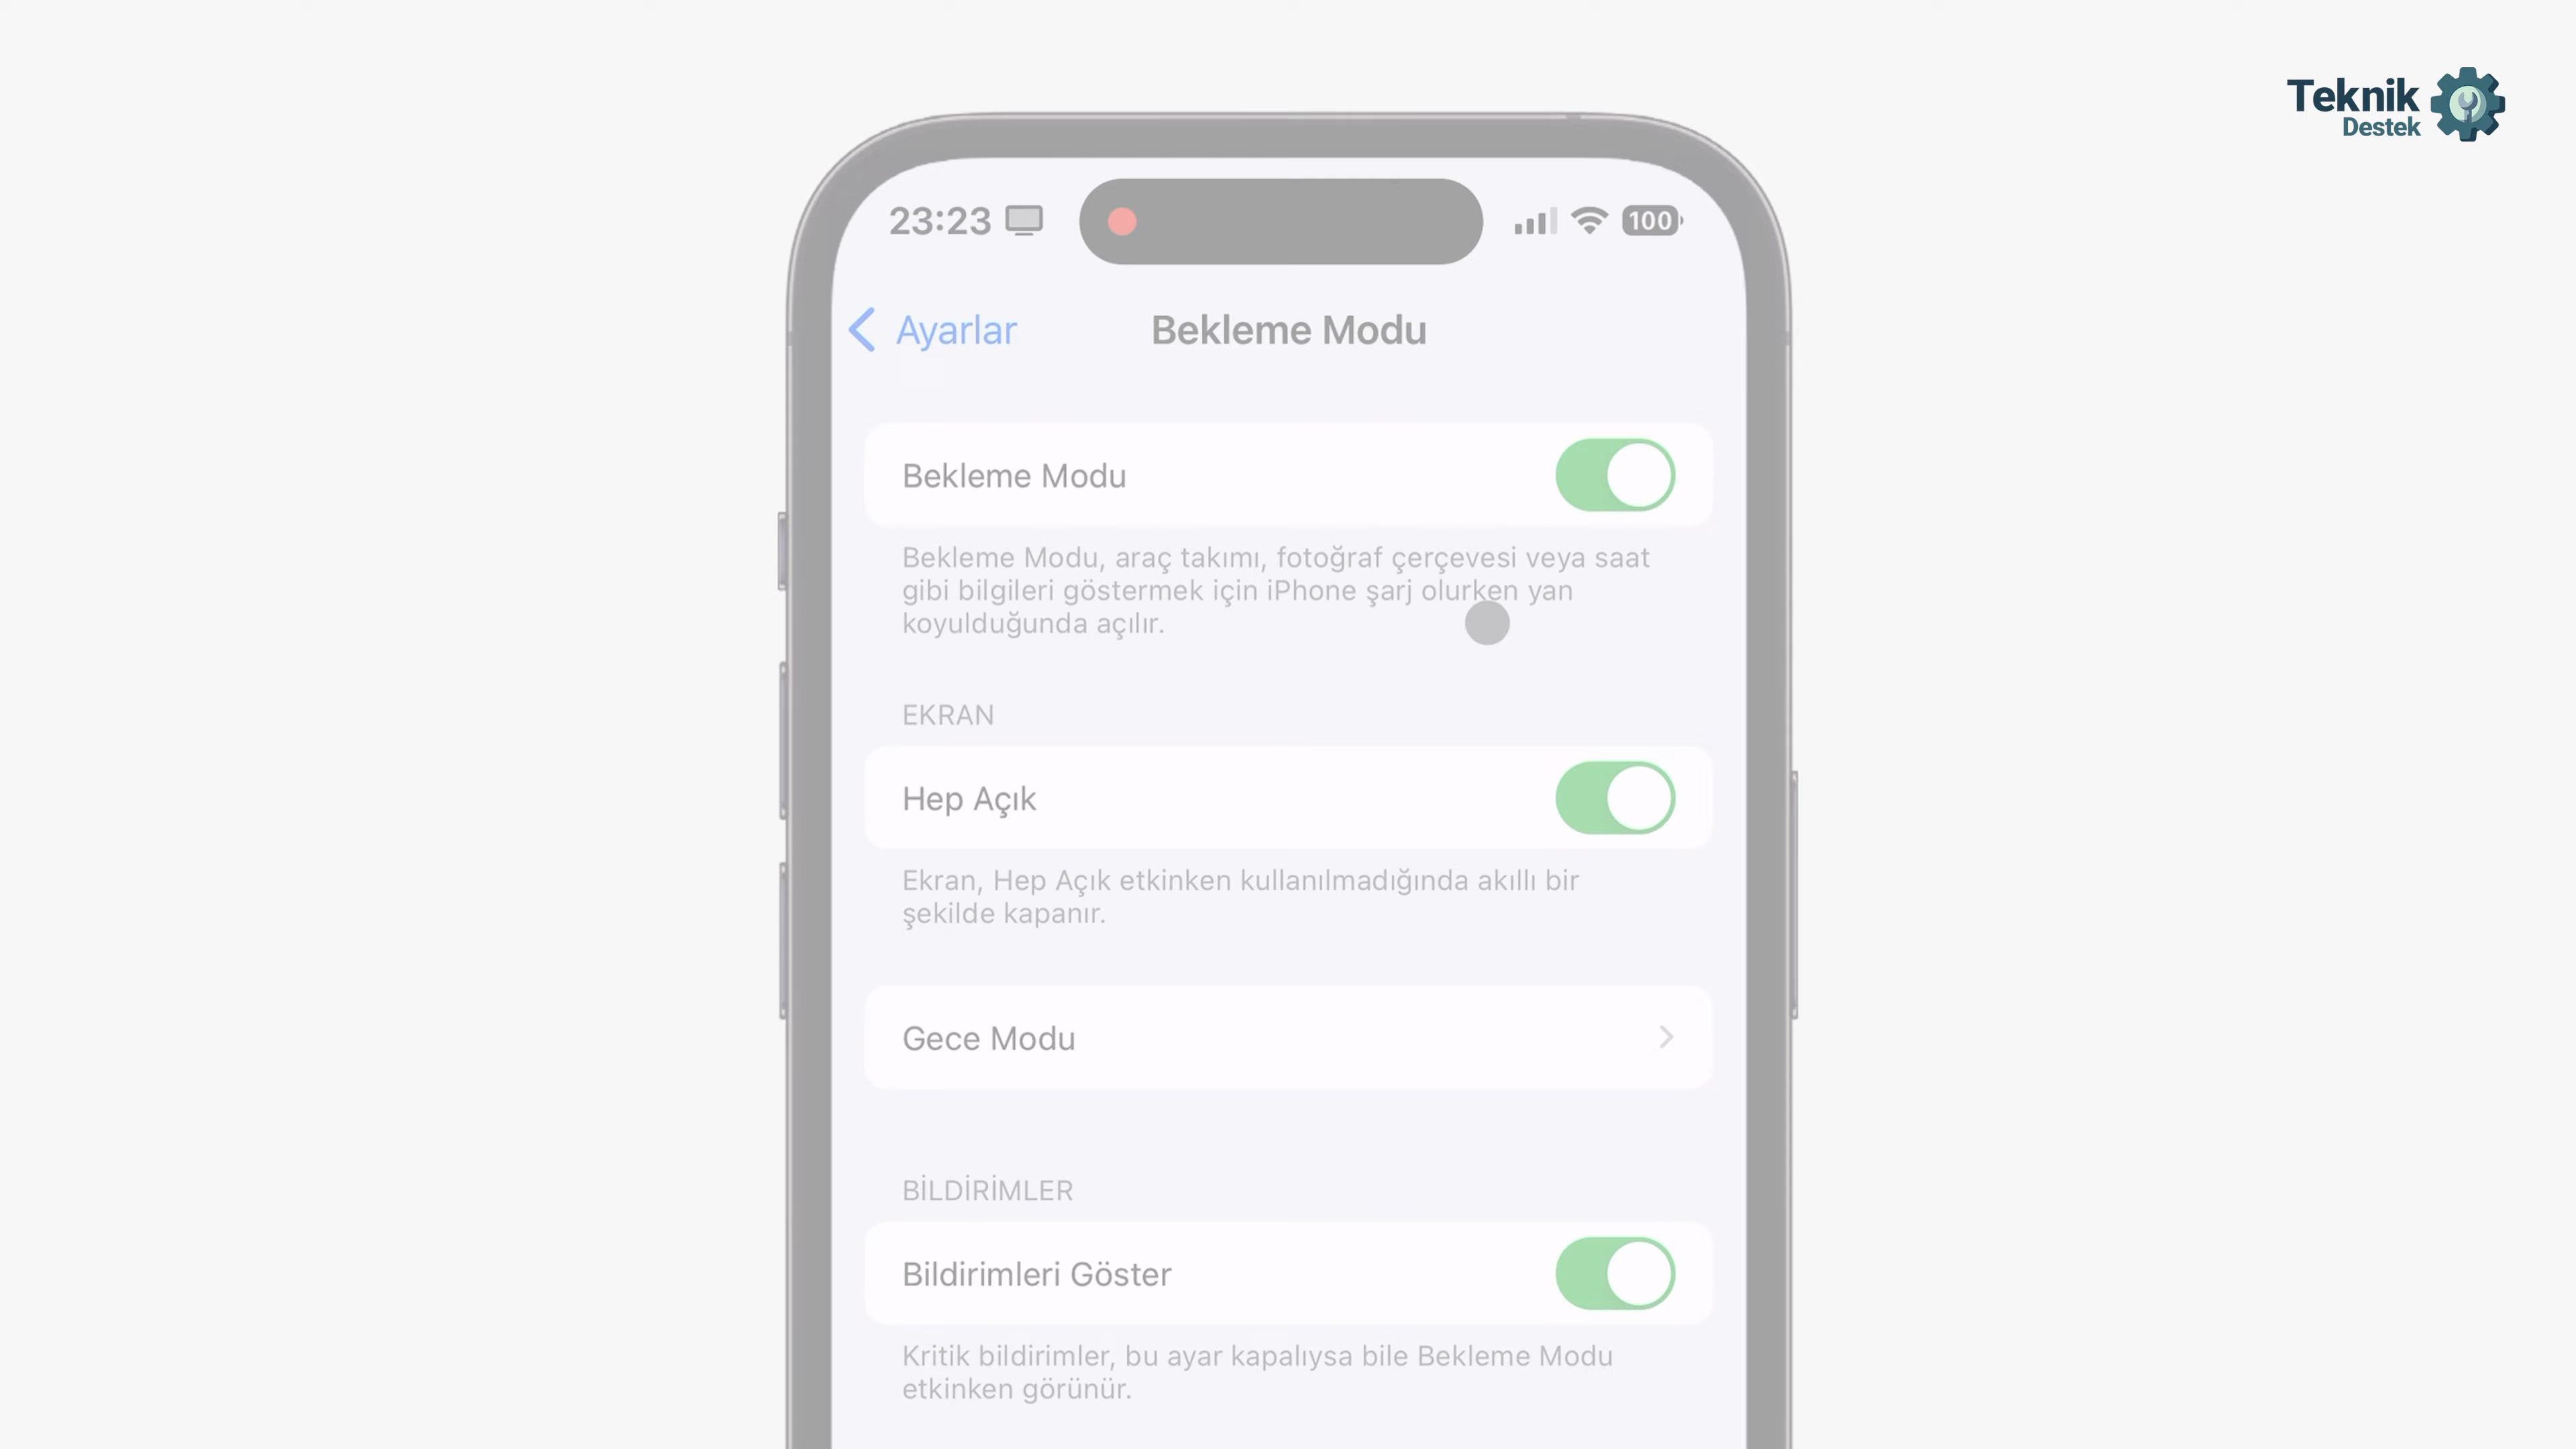 Teknik
Destek
23:23
100
Ayarlar
Bekleme Modu
Bekleme Modu
Bekleme Modu, araç takımı, fotoğraf çerçevesi veya saat
gibi bilgileri göstermek için iPhone şarj olurken yan
koyulduğunda açılır.
EKRAN
Hep Açık
Ekran, Hep Açık etkinken kullanılmadığında akıllı bir
şekilde kapanır.
Gece Modu
BİLDİRİMLER
Bildirimleri Göster
Kritik bildirimler, bu ayar kapalıysa bile Bekleme Modu
etkinken görünür.